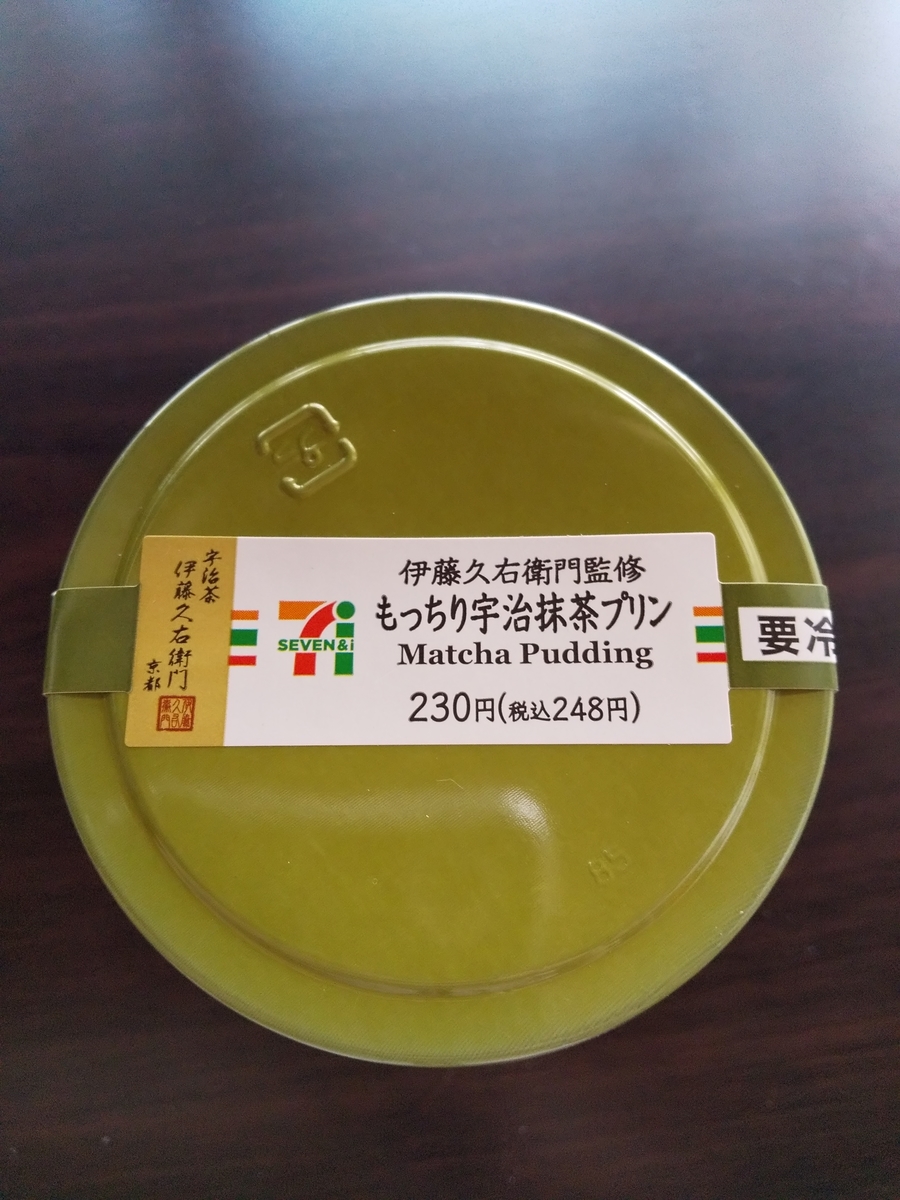 宇治茶
伊藤久右衛門
京都
SEVEN&i
伊藤久右衛門監修
もっちり宇治抹茶プリン
Matcha Pudding
230円(税込248円)
要冷
6
85